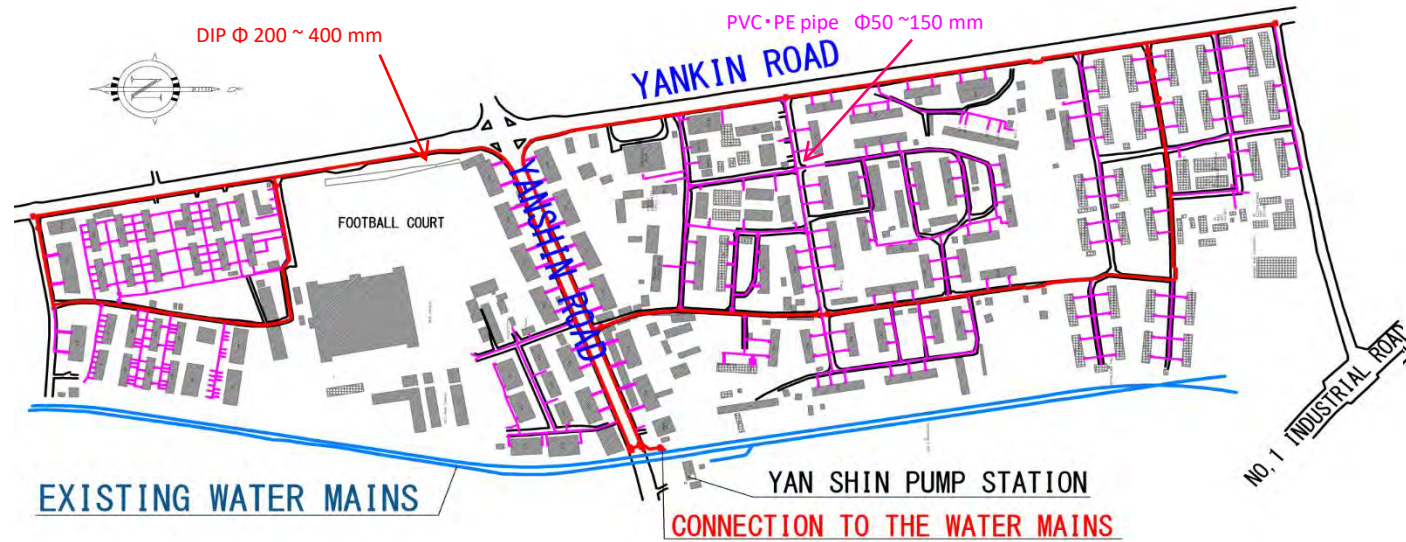 DIP Φ 200 ~ 400 mm
PVC・PE pipe Φ50 ~150 mm
YANKIN ROAD
N
YANSHIN ROAD
FOOTBALL COURT
NO,1 INDUSTRIAL ROAD
YAN SHIN PUMP STATION
EXISTING WATER MAINS
CONNECTION TO THE WATER MAINS